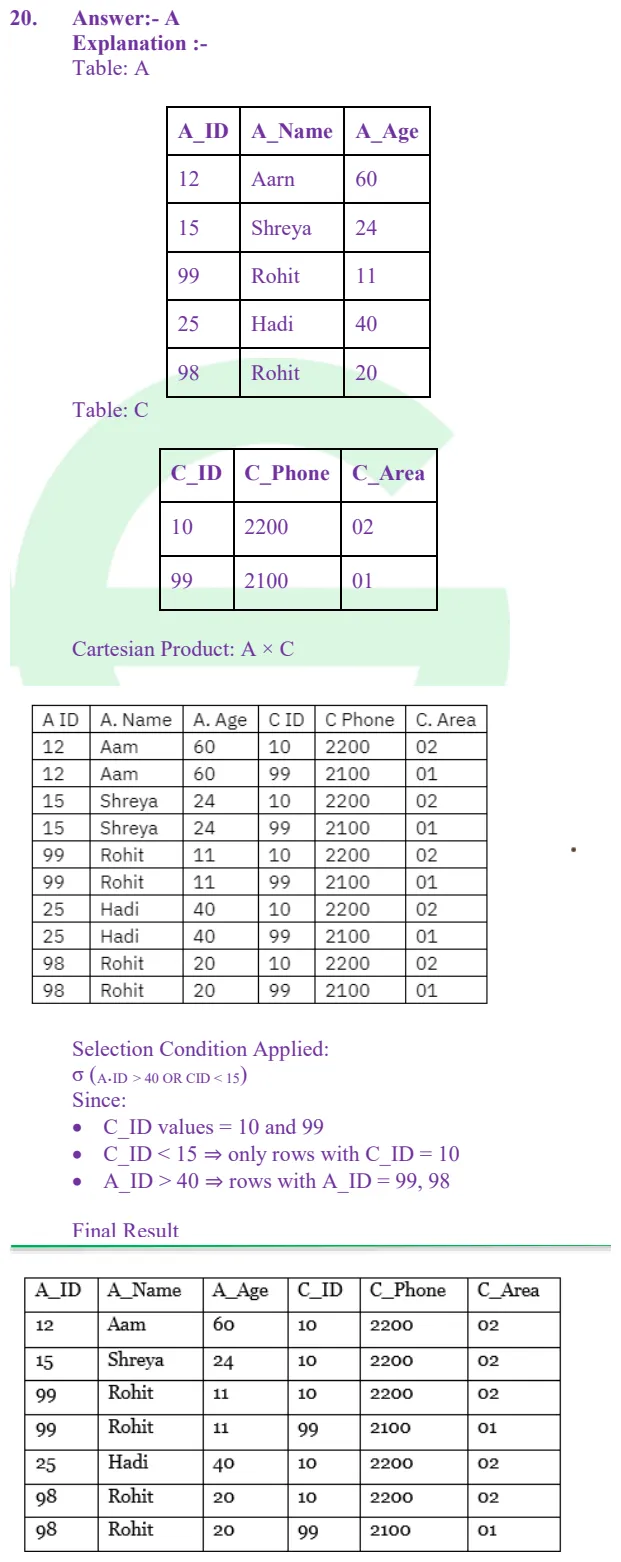 20. Answer:- A
Explanation :-
Table: A
A_ID A_Name A_Age
12 Aarn 60
15 Shreya 24
99 Rohit 11
25 Hadi 40
98 Rohit 20
Table: C
C_ID C_Phone C_Area
10 2200 02
99 2100 01
Cartesian Product: A × C
A ID A. Name A. Age C ID C Phone C. Area
12 Aam 60 10 2200 02
12 Aam 60 99 2100 01
15 Shreya 24 10 2200 02
15 Shreya 24 99 2100 01
99 Rohit 11 10 2200 02
99 Rohit 11 99 2100 01
25 Hadi 40 10 2200 02
25 Hadi 40 99 2100 01
98 Rohit 20 10 2200 02
98 Rohit 20 99 2100 01
Selection Condition Applied:
σ (A.ID > 40 OR CID < 15)
Since:
• C_ID values = 10 and 99
• C_ID < 15 ⇒ only rows with C_ID = 10
• A_ID > 40 ⇒ rows with A_ID = 99, 98
Final Result
A_ID A_Name A_Age C_ID C_Phone C_Area
12 Aam 60 10 2200 02
15 Shreya 24 10 2200 02
99 Rohit 11 10 2200 02
99 Rohit 11 99 2100 01
25 Hadi 40 10 2200 02
98 Rohit 20 10 2200 02
98 Rohit 20 99 2100 01